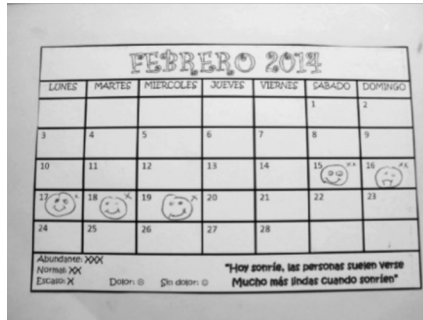 FEBRERO 2014
LUNES MARTES MIERCOLES JUEVES VIERNES SABADO DOMINGO
1 2
3 4 5 6 7 8 9
10 11 12 13 14 15 XX 16 XX
17 X 18 X 19 X 20 21 22 23
24 25 26 27 28
Abundante: XXX
Normal: XX
Escaso: X Dolor: ☹ Sin dolor: ☺
"Hoy sonríe, las personas suelen verse
Mucho más lindas cuando sonríen"